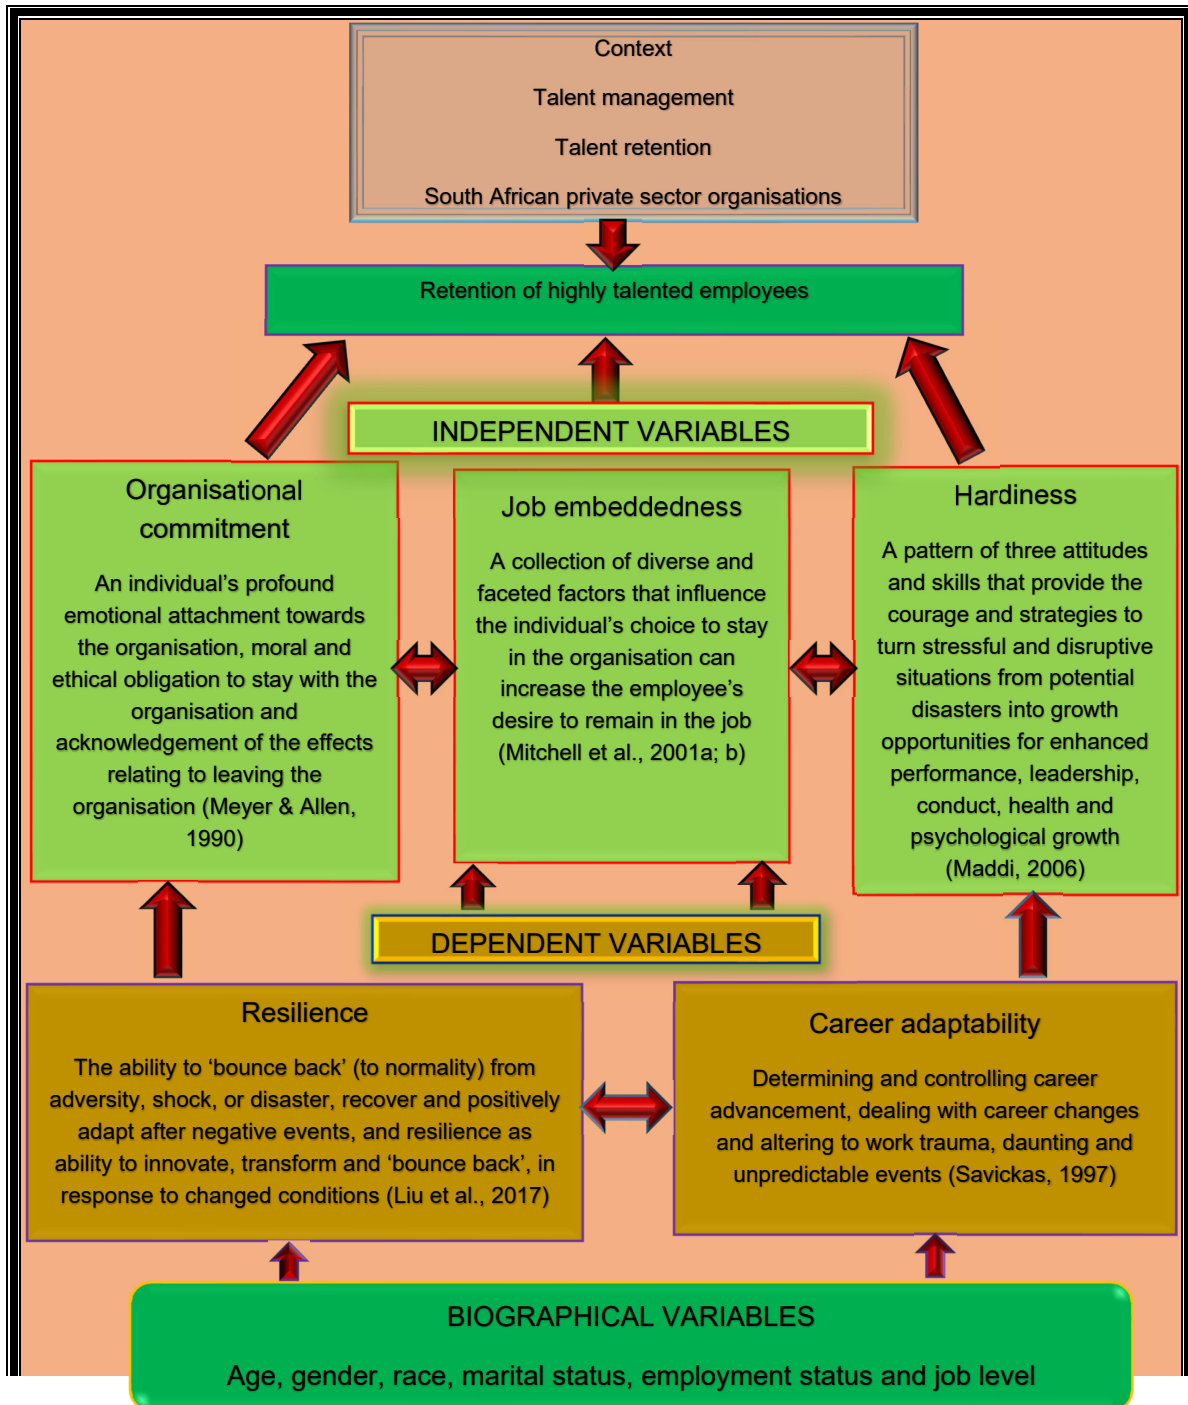 Context
Talent management
Talent retention
South African private sector organisations
Retention of highly talented employees
INDEPENDENT VARIABLES
Organisational
commitment
An individual’s profound
emotional attachment towards
the organisation, moral and
ethical obligation to stay with the
organisation and
acknowledgement of the effects
relating to leaving the
organisation (Meyer & Allen,
1990)
Job embeddedness
A collection of diverse and
faceted factors that influence
the individual’s choice to stay
in the organisation can
increase the employee’s
desire to remain in the job
(Mitchell et al., 2001a; b)
Hardiness
A pattern of three attitudes
and skills that provide the
courage and strategies to
turn stressful and disruptive
situations from potential
disasters into growth
opportunities for enhanced
performance, leadership,
conduct, health and
psychological growth
(Maddi, 2006)
DEPENDENT VARIABLES
Resilience
The ability to ‘bounce back’ (to normality) from
adversity, shock, or disaster, recover and positively
adapt after negative events, and resilience as
ability to innovate, transform and ‘bounce back’, in
response to changed conditions (Liu et al., 2017)
Career adaptability
Determining and controlling career
advancement, dealing with career changes
and altering to work trauma, daunting and
unpredictable events (Savickas, 1997)
BIOGRAPHICAL VARIABLES
Age, gender, race, marital status, employment status and job level